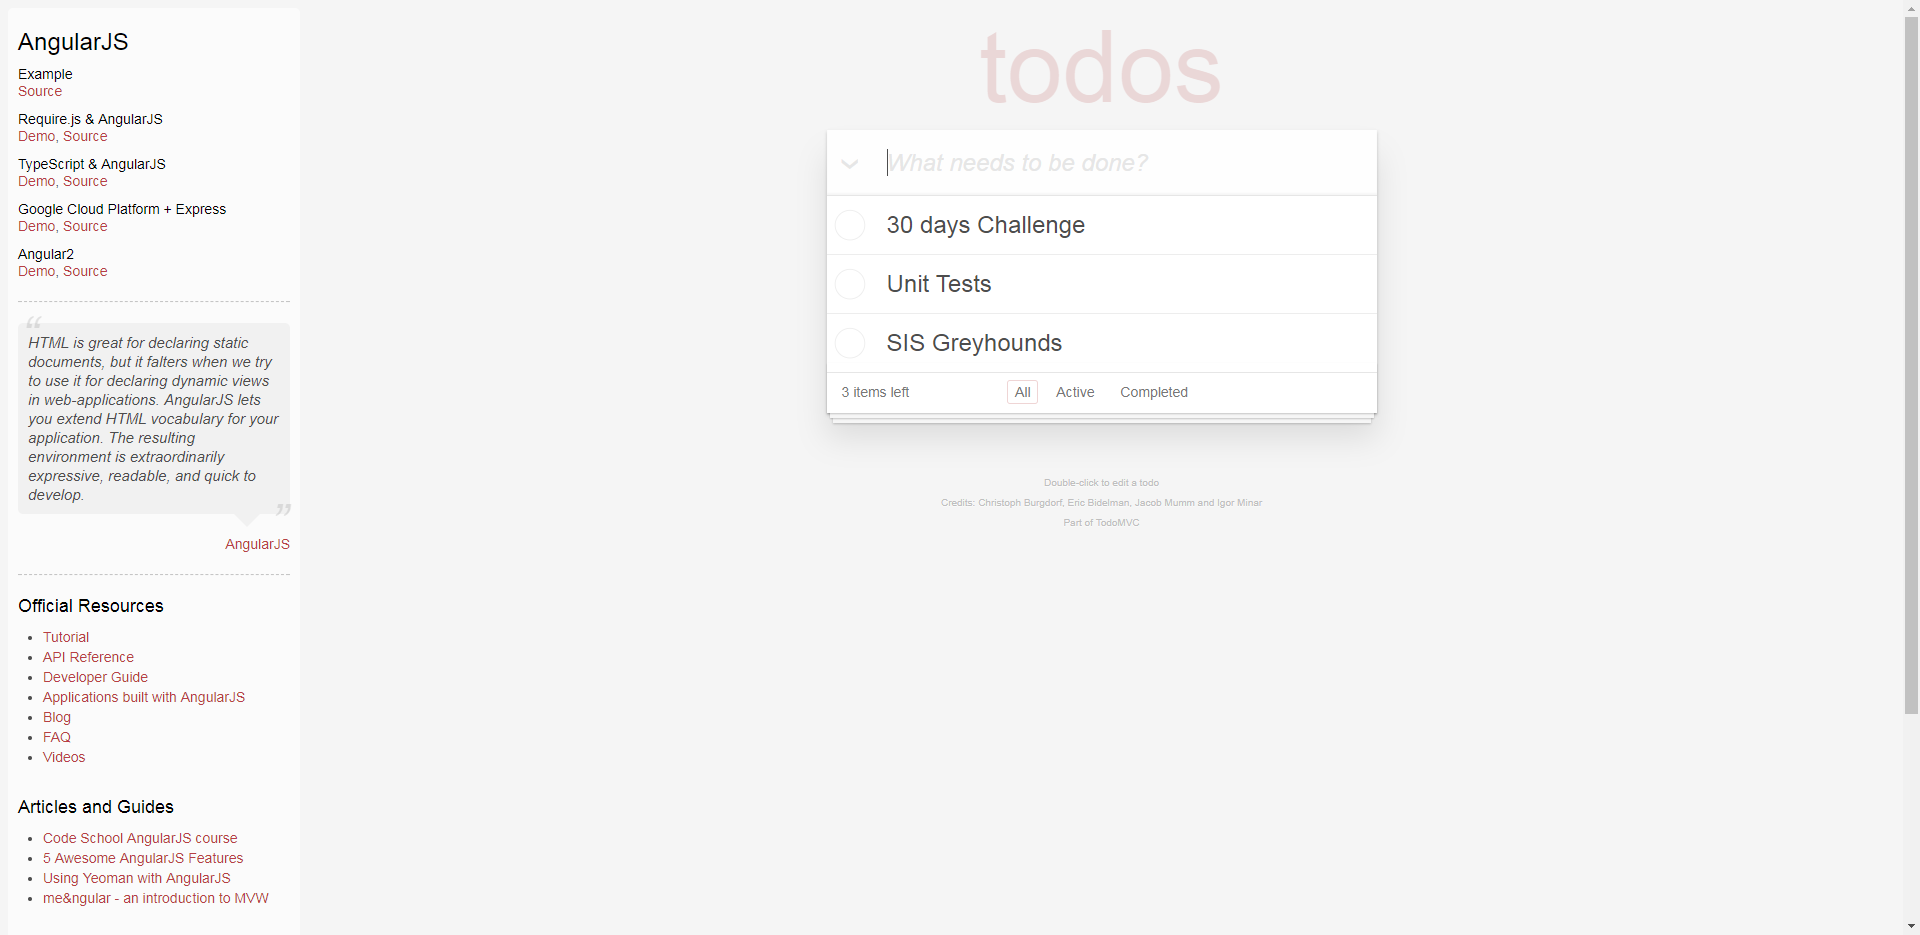 AngularJS
Example
Source
Require.js & AngularJS
Demo, Source
TypeScript & AngularJS
Demo, Source
Google Cloud Platform + Express
Demo, Source
Angular2
Demo, Source
“
HTML is great for declaring static
documents, but it falters when we try
to use it for declaring dynamic views
in web-applications. AngularJS lets
you extend HTML vocabulary for your
application. The resulting
environment is extraordinarily
expressive, readable, and quick to
develop.
”
AngularJS
Official Resources
• Tutorial
• API Reference
• Developer Guide
• Applications built with AngularJS
• Blog
• FAQ
• Videos
Articles and Guides
• Code School AngularJS course
• 5 Awesome AngularJS Features
• Using Yeoman with AngularJS
• me&ngular - an introduction to MVW
todos
What needs to be done?
30 days Challenge
Unit Tests
SIS Greyhounds
3 items left All Active Completed
Double-click to edit a todo
Credits: Christoph Burgdorf, Eric Bidelman, Jacob Mumm and Igor Minar
Part of TodoMVC